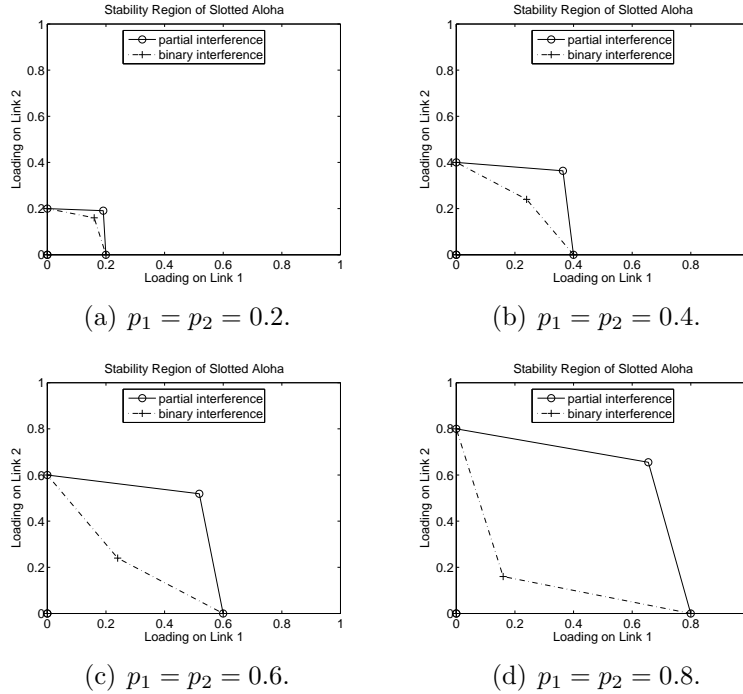 Stability Region of Slotted Aloha
partial interference
binary interference
Loading on Link 2
1
0.8
0.6
0.4
0.2
0
0 0.2 0.4 0.6 0.8 1
Loading on Link 1
(a) p₁ = p₂ = 0.2.
Stability Region of Slotted Aloha
partial interference
binary interference
Loading on Link 2
1
0.8
0.6
0.4
0.2
0
0 0.2 0.4 0.6 0.8 1
Loading on Link 1
(b) p₁ = p₂ = 0.4.
Stability Region of Slotted Aloha
partial interference
binary interference
Loading on Link 2
1
0.8
0.6
0.4
0.2
0
0 0.2 0.4 0.6 0.8 1
Loading on Link 1
(c) p₁ = p₂ = 0.6.
Stability Region of Slotted Aloha
partial interference
binary interference
Loading on Link 2
1
0.8
0.6
0.4
0.2
0
0 0.2 0.4 0.6 0.8
Loading on Link 1
(d) p₁ = p₂ = 0.8.